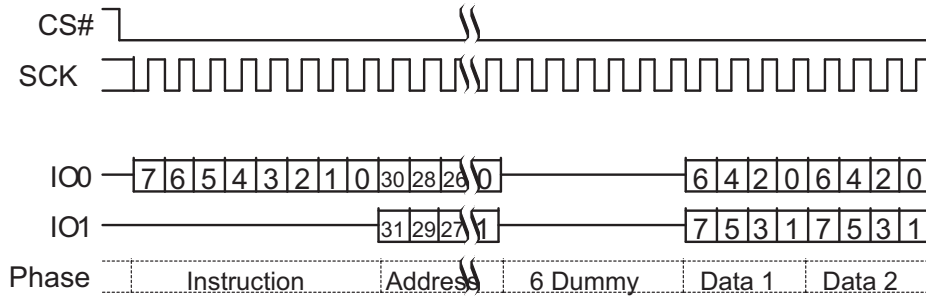 CS#
SCK
IO0 7 6 5 4 3 2 1 0 30 28 26 0 6 4 2 0 6 4 2 0
IO1 31 29 27 1 7 5 3 1 7 5 3 1
Phase Instruction Address 6 Dummy Data 1 Data 2